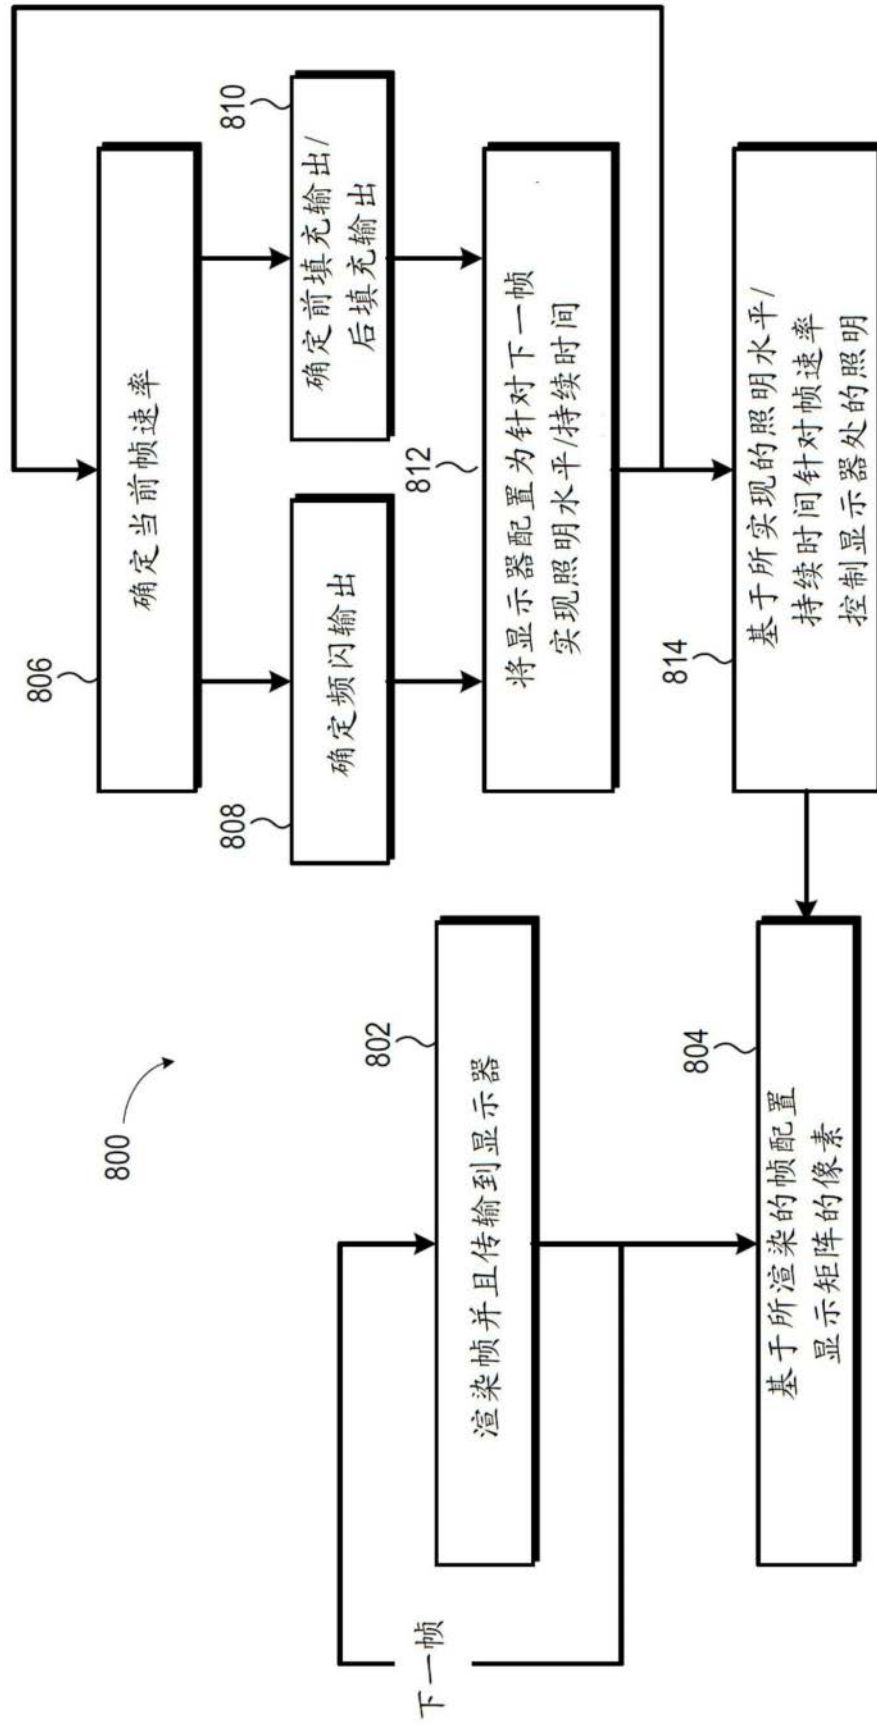 800
802
渲染帧并且传输到显示器
下一帧
804
基于所渲染的帧配置
显示矩阵的像素
806
确定当前帧速率
808
确定频闪输出
810
确定前填充输出/
后填充输出
812
将显示器配置为针对下一帧
实现照明水平/持续时间
814
基于所实现的照明水平/
持续时间针对帧速率
控制显示器处的照明